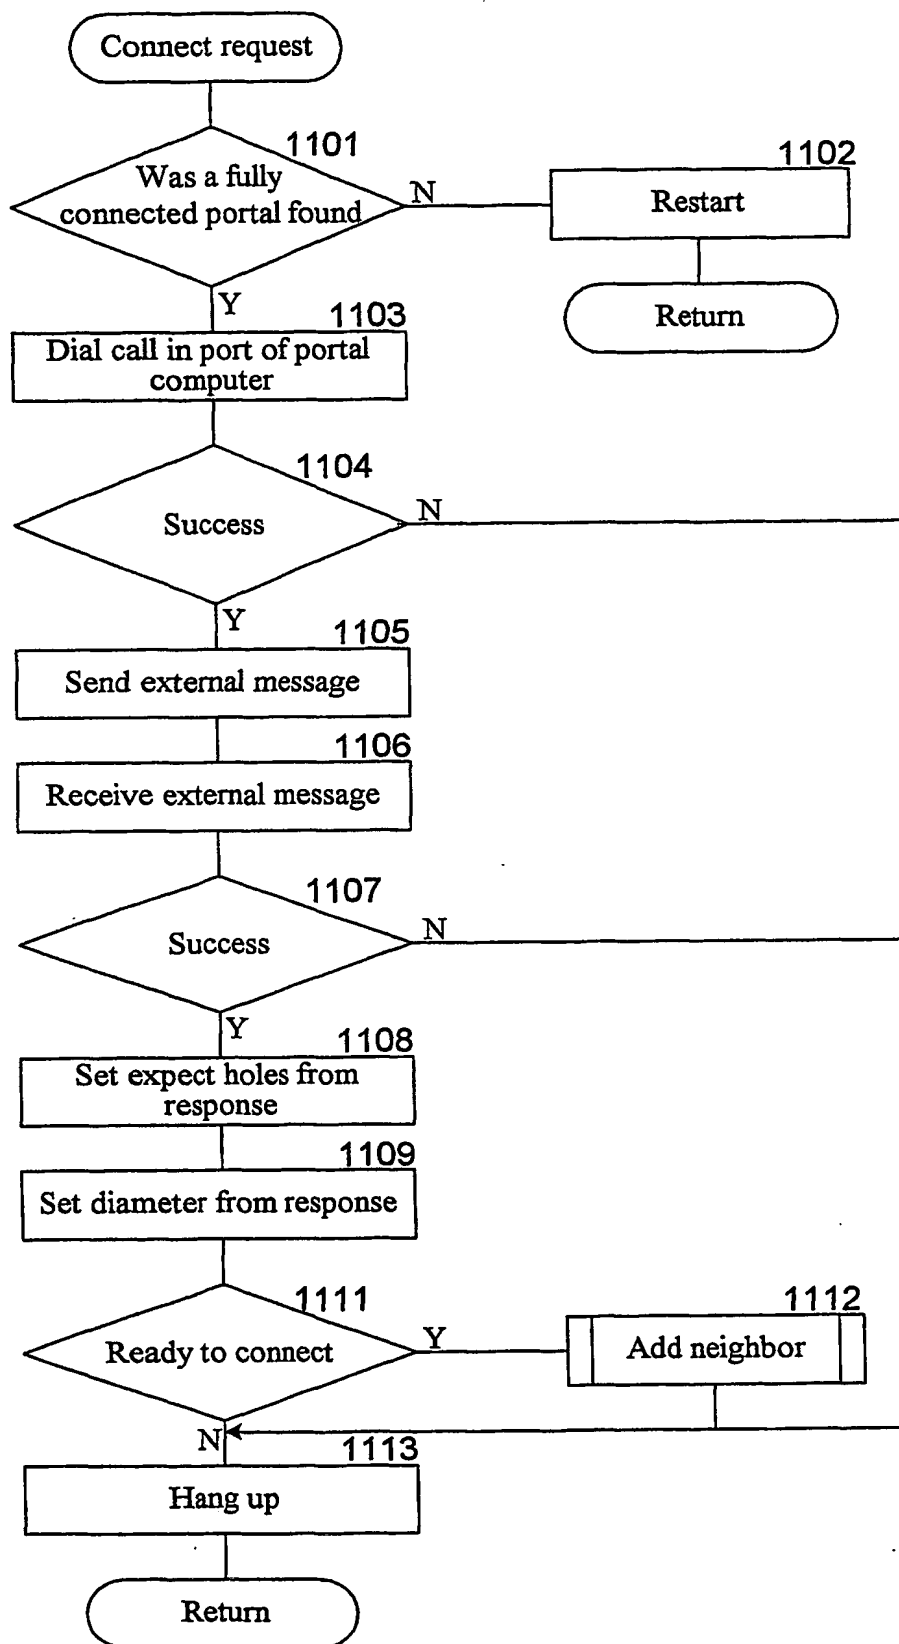 Connect request
1101
Was a fully
connected portal found
N
1102
Restart
Return
Y
1103
Dial call in port of portal
computer
1104
Success
N
Y
1105
Send external message
1106
Receive external message
1107
Success
N
Y
1108
Set expect holes from
response
1109
Set diameter from response
1111
Ready to connect
Y
1112
Add neighbor
N
1113
Hang up
Return